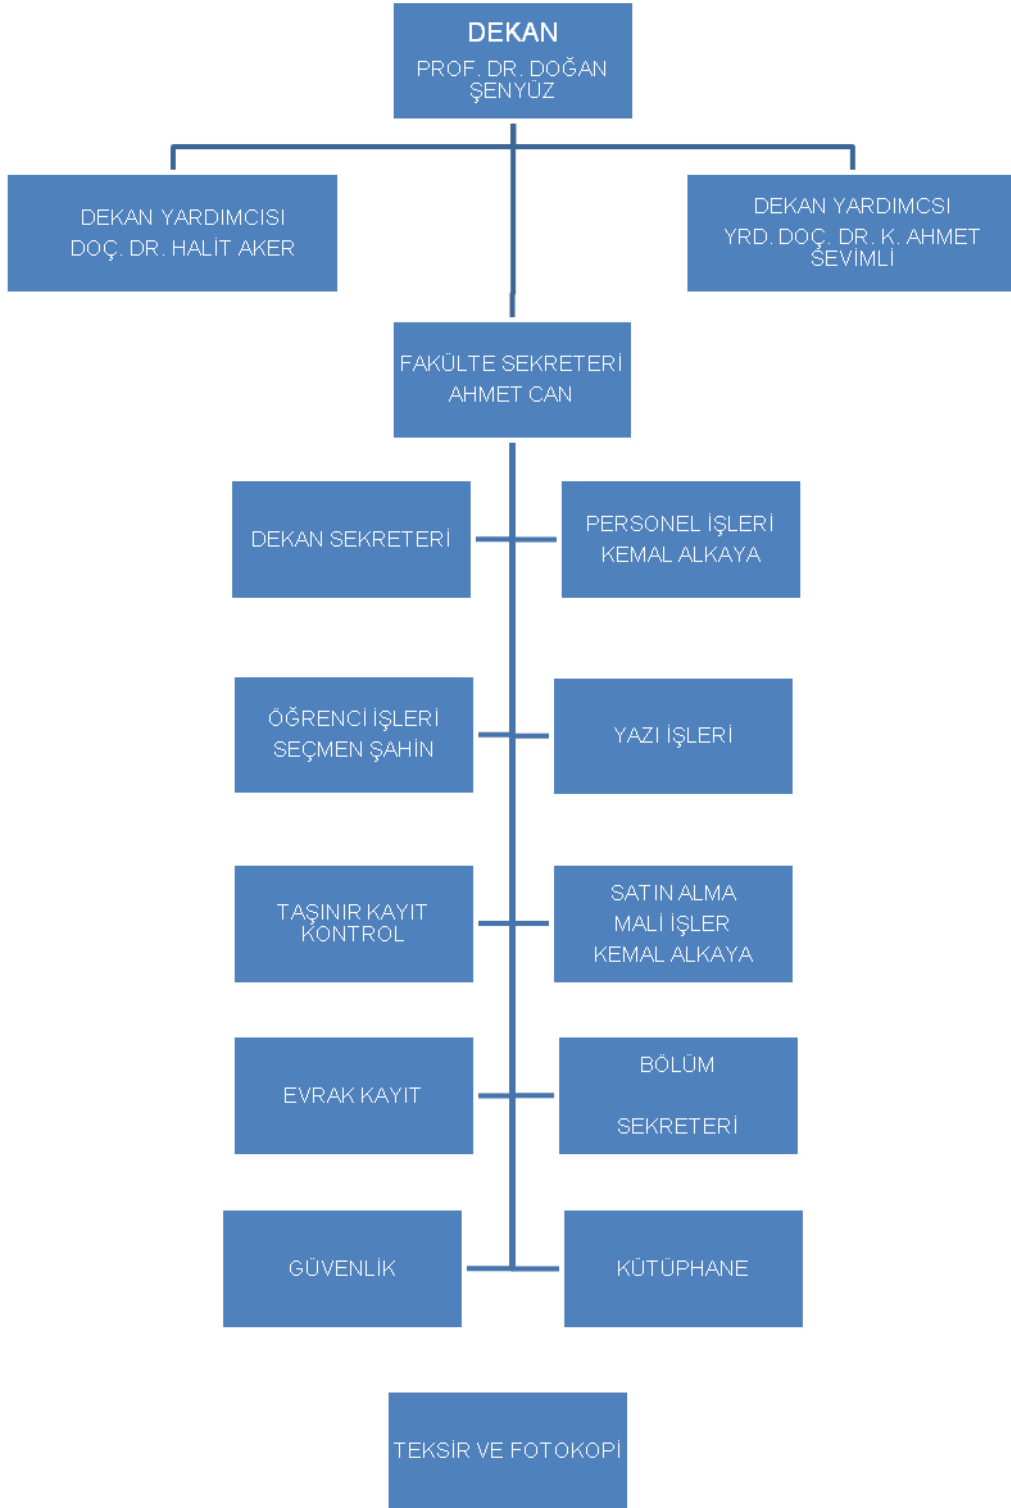 DEKAN
PROF. DR. DOĞAN
ŞENYÜZ
DEKAN YARDIMCISI
DOÇ. DR. HALİT AKER
DEKAN YARDIMCSI
YRD. DOÇ. DR. K. AHMET
SEVİMLİ
FAKÜLTE SEKRETERİ
AHMET CAN
DEKAN SEKRETERİ
PERSONEL İŞLERİ
KEMAL ALKAYA
ÖĞRENCİ İŞLERİ
SEÇMEN ŞAHİN
YAZI İŞLERİ
TAŞINIR KAYIT
KONTROL
SATIN ALMA
MALİ İŞLER
KEMAL ALKAYA
EVRAK KAYIT
BÖLÜM
SEKRETERİ
GÜVENLİK
KÜTÜPHANE
TEKSİR VE FOTOKOPİ